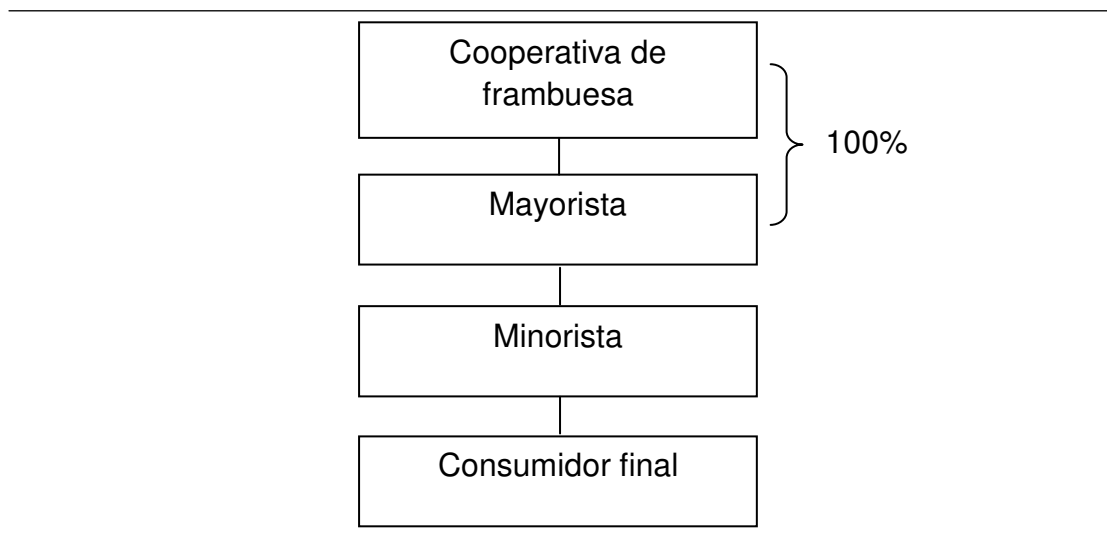 Cooperativa de
frambuesa
100%
Mayorista
Minorista
Consumidor final